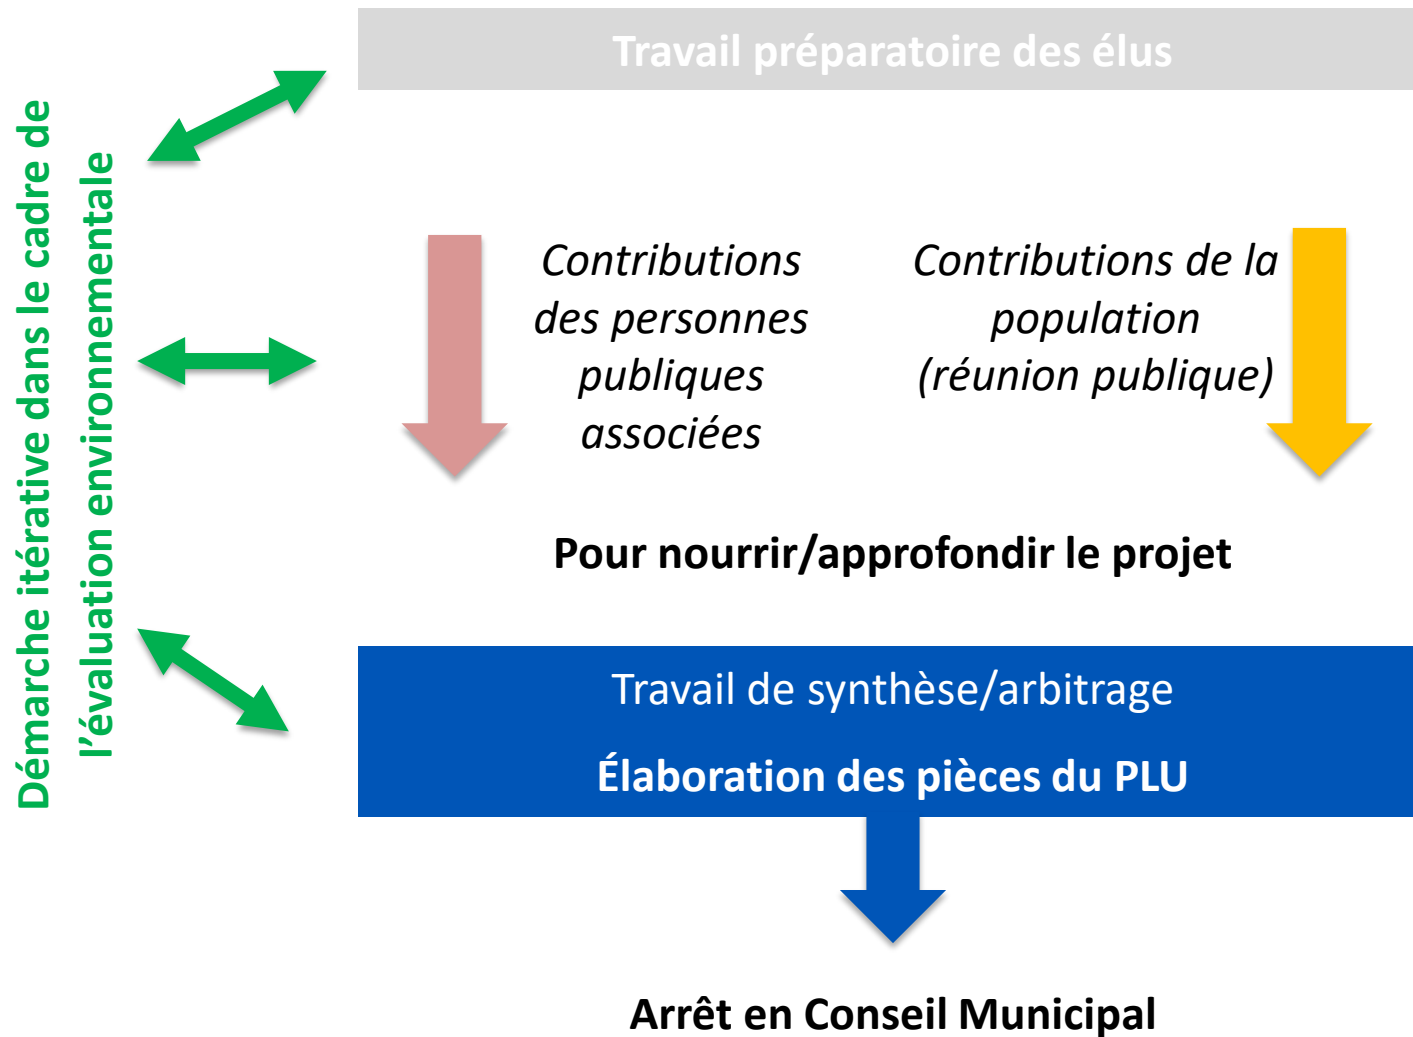 Travail préparatoire des élus
Démarche itérative dans le cadre de
l'évaluation environnementale
Contributions
des personnes
publiques
associées
Contributions de la
population
(réunion publique)
Pour nourrir/approfondir le projet
Travail de synthèse/arbitrage
Élaboration des pièces du PLU
Arrêt en Conseil Municipal